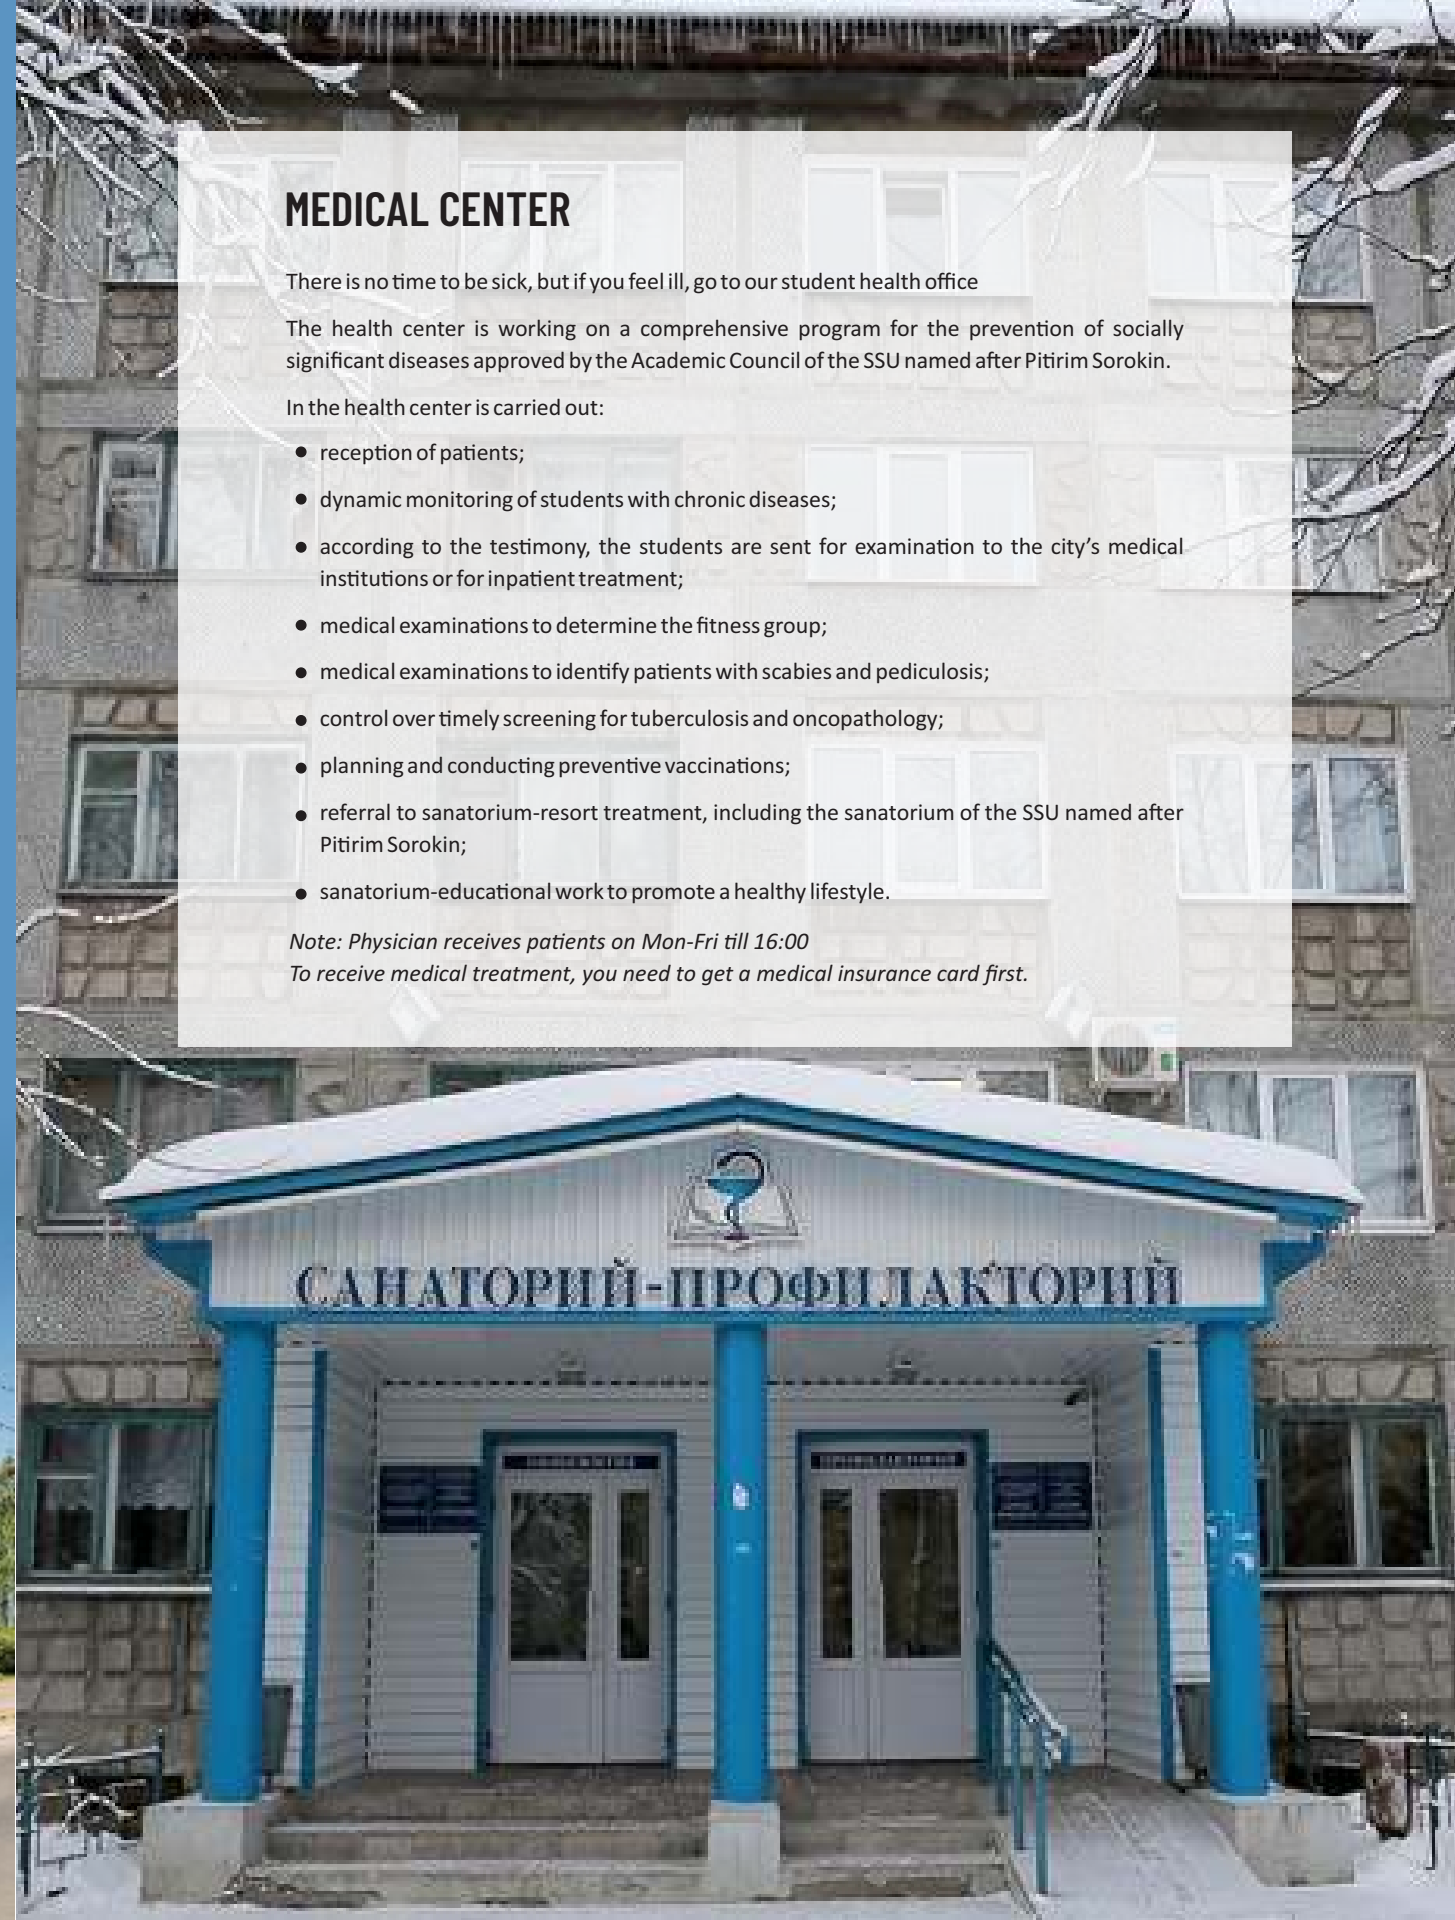 MEDICAL CENTER
There is no time to be sick, but if you feel ill, go to our student health office
The health center is working on a comprehensive program for the prevention of socially
significant diseases approved by the Academic Council of the SSU named after Pitirim Sorokin.
In the health center is carried out:
● reception of patients;
● dynamic monitoring of students with chronic diseases;
● according to the testimony, the students are sent for examination to the city’s medical
institutions or for inpatient treatment;
● medical examinations to determine the fitness group;
● medical examinations to identify patients with scabies and pediculosis;
● control over timely screening for tuberculosis and oncopathology;
● planning and conducting preventive vaccinations;
● referral to sanatorium-resort treatment, including the sanatorium of the SSU named after
Pitirim Sorokin;
● sanatorium-educational work to promote a healthy lifestyle.
Note: Physician receives patients on Mon-Fri till 16:00
To receive medical treatment, you need to get a medical insurance card first.
САНАТОРИЙ-ПРОФИЛАКТОРИЙ